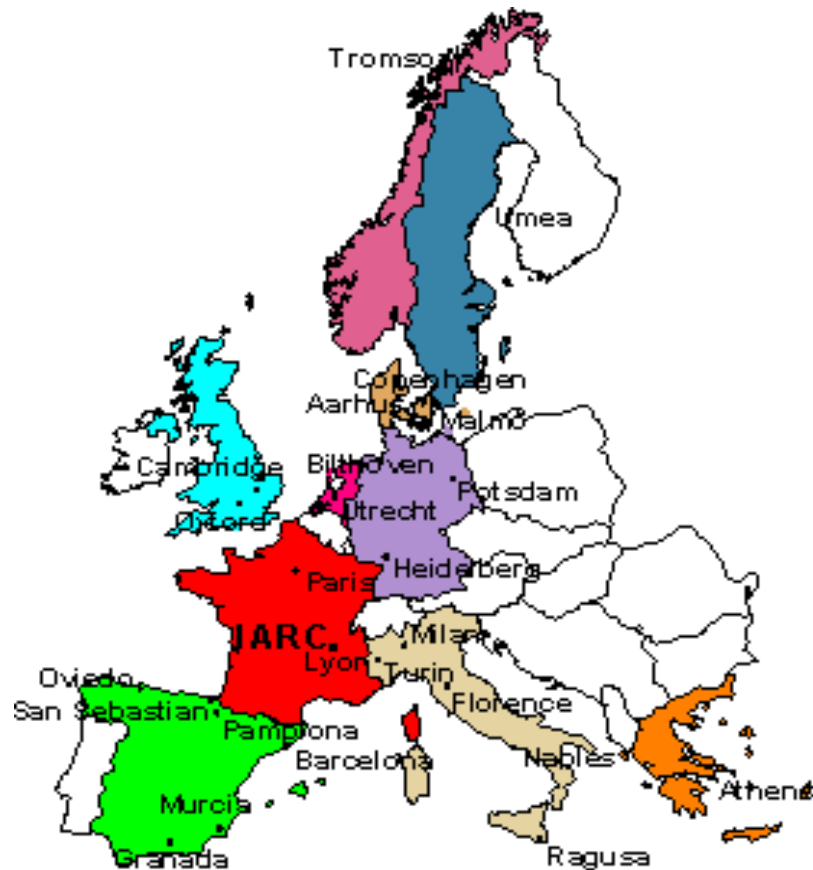 Tromso
Umea
Copenhagen
Aarhus
Malmo
Cambridge
Bilthoven
Potsdam
Utrecht
Oxford
Heidelberg
Paris
IARC
Milan
Lyon
Turin
Oviedo
Florence
San Sebastian
Pamplona
Barcelona
Naples
Athens
Murcia
Granada
Ragusa